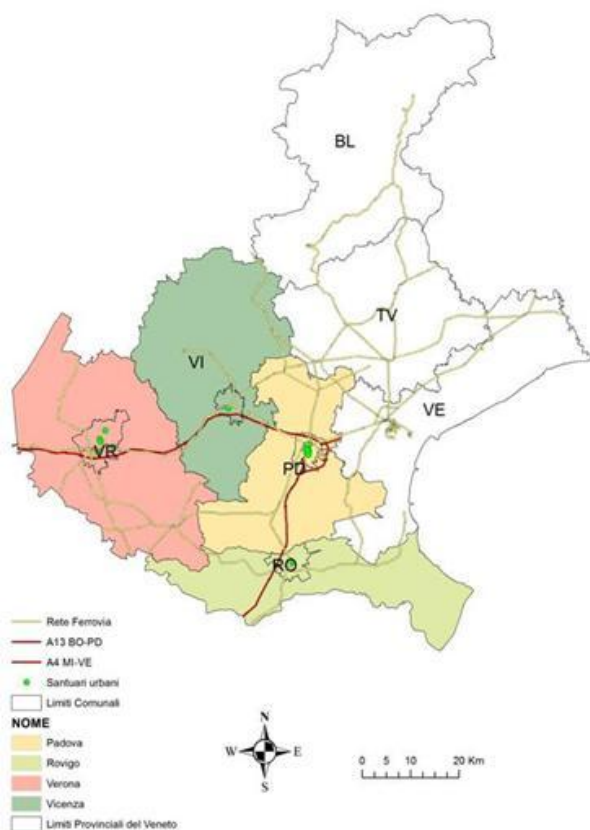 BL
TV
VI
VE
VR
PD
RO
Rete Ferrovia
A13 BO-PD
A4 MI-VE
Santuari urbani
Limiti Comunali
NOME
Padova
Rovigo
Verona
Vicenza
Limiti Provinciali del Veneto
N
W E
S
0 5 10 20 Km